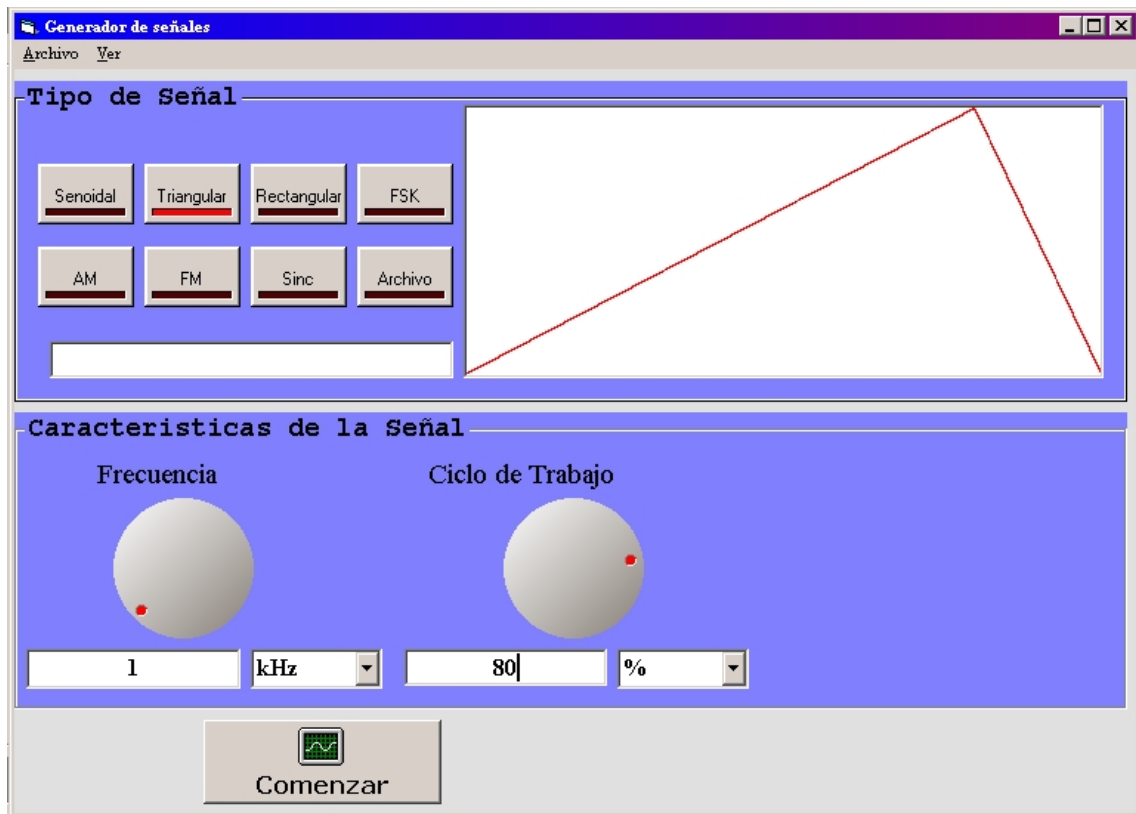 Generador de señales
Archivo Ver
Tipo de Señal
Senoidal Triangular Rectangular FSK
AM FM Sinc Archivo
Caracteristicas de la Señal
Frecuencia Ciclo de Trabajo
1 kHz 80 %
Comenzar